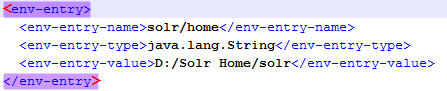 <env-entry>
<env-entry-name>solr/home</env-entry-name>
<env-entry-type>java.lang.String</env-entry-type>
<env-entry-value>D:/Solr Home/solr</env-entry-value>
</env-entry>